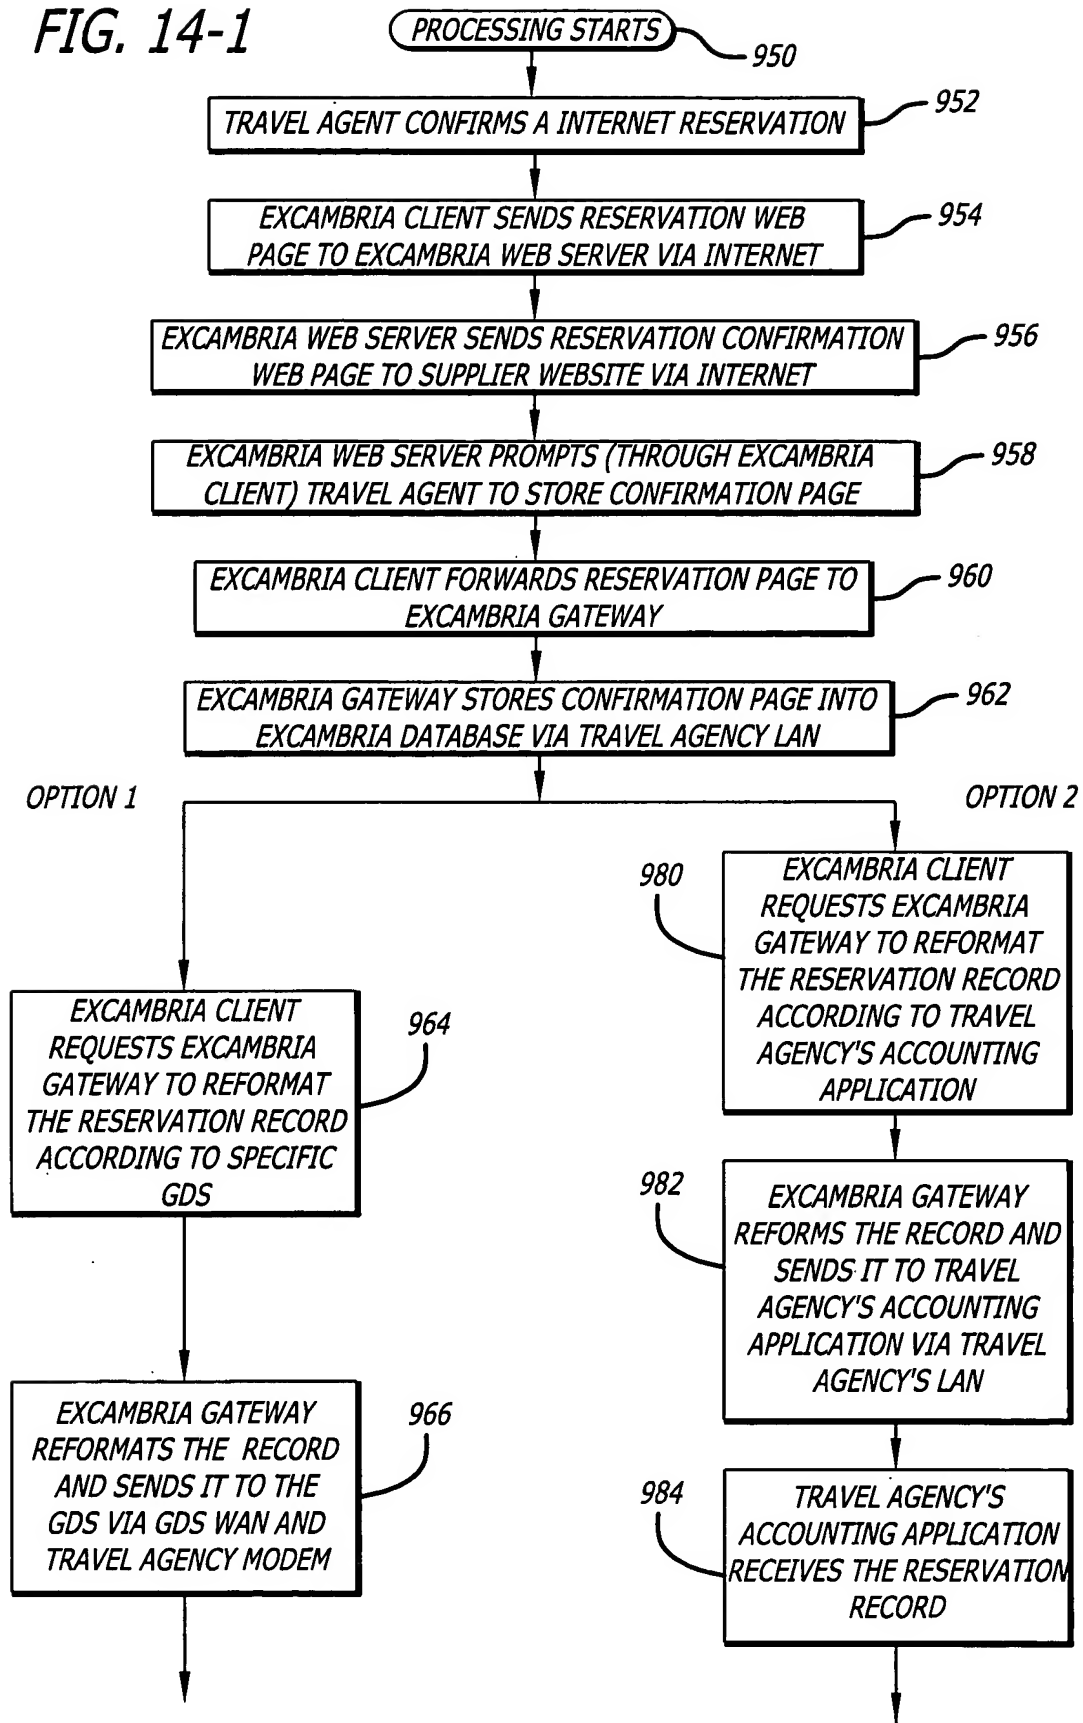 FIG. 14-1
PROCESSING STARTS
950
TRAVEL AGENT CONFIRMS A INTERNET RESERVATION
952
EXCAMBRIA CLIENT SENDS RESERVATION WEB
PAGE TO EXCAMBRIA WEB SERVER VIA INTERNET
954
EXCAMBRIA WEB SERVER SENDS RESERVATION CONFIRMATION
WEB PAGE TO SUPPLIER WEBSITE VIA INTERNET
956
EXCAMBRIA WEB SERVER PROMPTS (THROUGH EXCAMBRIA
CLIENT) TRAVEL AGENT TO STORE CONFIRMATION PAGE
958
EXCAMBRIA CLIENT FORWARDS RESERVATION PAGE TO
EXCAMBRIA GATEWAY
960
EXCAMBRIA GATEWAY STORES CONFIRMATION PAGE INTO
EXCAMBRIA DATABASE VIA TRAVEL AGENCY LAN
962
OPTION 1
EXCAMBRIA CLIENT
REQUESTS EXCAMBRIA
GATEWAY TO REFORMAT
THE RESERVATION RECORD
ACCORDING TO SPECIFIC
GDS
964
EXCAMBRIA GATEWAY
REFORMATS THE RECORD
AND SENDS IT TO THE
GDS VIA GDS WAN AND
TRAVEL AGENCY MODEM
966
OPTION 2
980
EXCAMBRIA CLIENT
REQUESTS EXCAMBRIA
GATEWAY TO REFORMAT
THE RESERVATION RECORD
ACCORDING TO TRAVEL
AGENCY'S ACCOUNTING
APPLICATION
982
EXCAMBRIA GATEWAY
REFORMS THE RECORD AND
SENDS IT TO TRAVEL
AGENCY'S ACCOUNTING
APPLICATION VIA TRAVEL
AGENCY'S LAN
984
TRAVEL AGENCY'S
ACCOUNTING APPLICATION
RECEIVES THE RESERVATION
RECORD